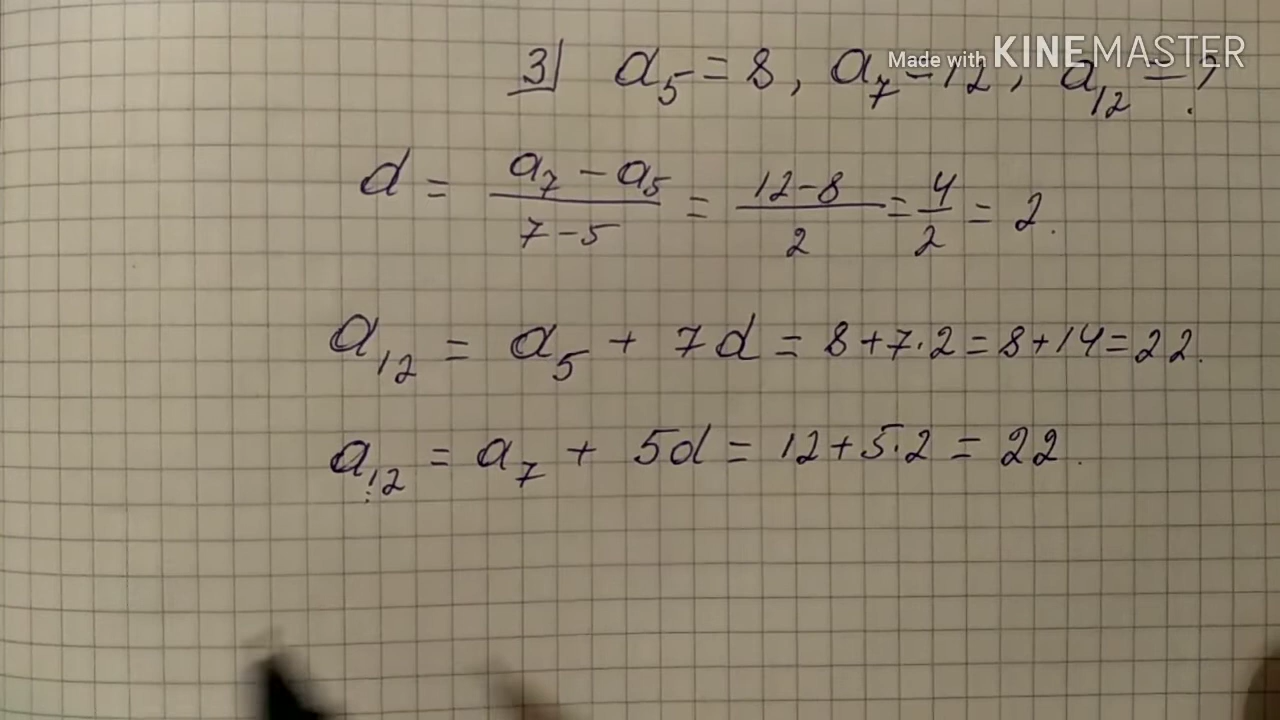 Made with KINEMASTER
3| a₅ = 8, a₇ = 12, a₁₂ = ?
d = (a₇ - a₅)/(7 - 5) = (12 - 8)/2 = 4/2 = 2.
a₁₂ = a₅ + 7d = 8 + 7·2 = 8 + 14 = 22.
a₁₂ = a₇ + 5d = 12 + 5·2 = 22.